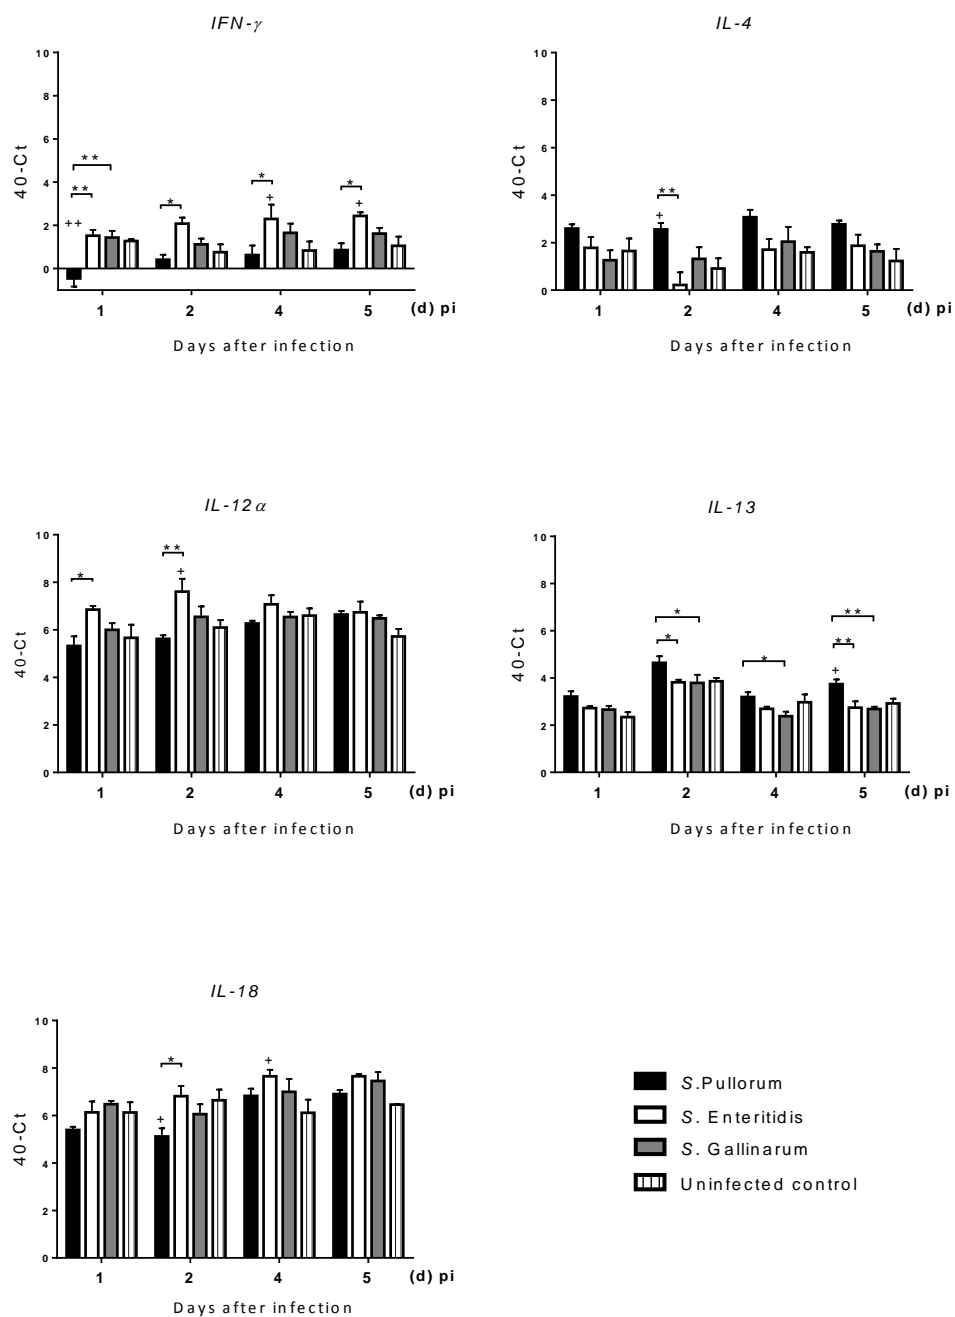 IFN-γ
10
8
6
4
2
0
40-Ct
**
**
++
*
*
+
*
+
1 2 4 5 (d) pi
Days after infection
IL-4
10
8
6
4
2
0
40-Ct
**
+
1 2 4 5 (d) pi
Days after infection
IL-12α
10
8
6
4
2
0
40-Ct
*
**
+
1 2 4 5 (d) pi
Days after infection
IL-13
10
8
6
4
2
0
40-Ct
*
*
*
**
**
+
1 2 4 5 (d) pi
Days after infection
IL-18
10
8
6
4
2
0
40-Ct
*
+
+
1 2 4 5 (d) pi
Days after infection
S.Pullorum
S. Enteritidis
S. Gallinarum
Uninfected control